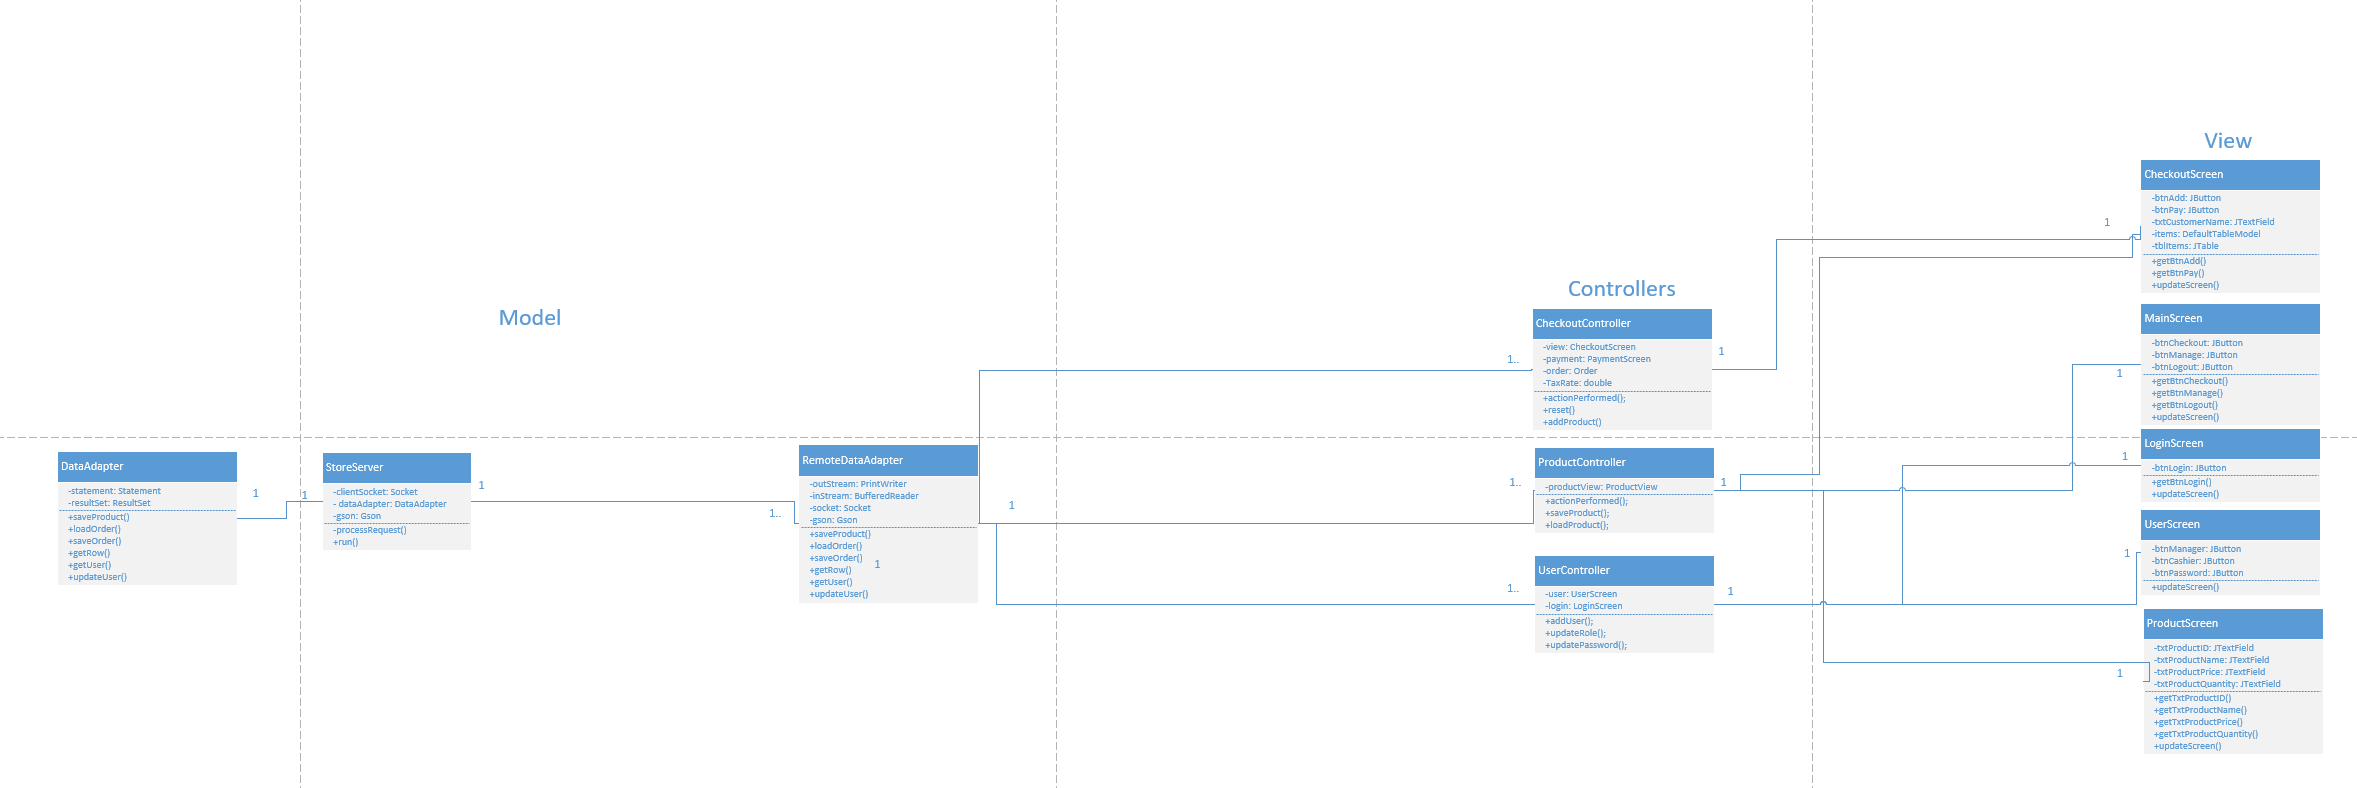 Model
Controllers
View
DataAdapter
-statement: Statement
-resultSet: ResultSet
+saveProduct()
+loadOrder()
+saveOrder()
+getRow()
+getUser()
+updateUser()
1
1
StoreServer
-clientSocket: Socket
- dataAdapter: DataAdapter
-gson: Gson
-processRequest()
+run()
1
1..
RemoteDataAdapter
-outStream: PrintWriter
-inStream: BufferedReader
-socket: Socket
-gson: Gson
+saveProduct()
+loadOrder()
+saveOrder()
+getRow()
+getUser()
+updateUser()
1
1
1..
CheckoutController
-view: CheckoutScreen
-payment: PaymentScreen
-order: Order
-TaxRate: double
+actionPerformed();
+reset()
+addProduct()
1
1..
ProductController
-productView: ProductView
+actionPerformed();
+saveProduct();
+loadProduct();
1
1..
UserController
-user: UserScreen
-login: LoginScreen
+addUser();
+updateRole();
+updatePassword();
1
1
CheckoutScreen
-btnAdd: JButton
-btnPay: JButton
-txtCustomerName: JTextField
-items: DefaultTableModel
-tblItems: JTable
+getBtnAdd()
+getBtnPay()
+updateScreen()
1
MainScreen
-btnCheckout: JButton
-btnManage: JButton
-btnLogout: JButton
+getBtnCheckout()
+getBtnManage()
+getBtnLogout()
+updateScreen()
1
LoginScreen
-btnLogin: JButton
+getBtnLogin()
+updateScreen()
1
UserScreen
-btnManager: JButton
-btnCashier: JButton
-btnPassword: JButton
+updateScreen()
1
ProductScreen
-txtProductID: JTextField
-txtProductName: JTextField
-txtProductPrice: JTextField
-txtProductQuantity: JTextField
+getTxtProductID()
+getTxtProductName()
+getTxtProductPrice()
+getTxtProductQuantity()
+updateScreen()